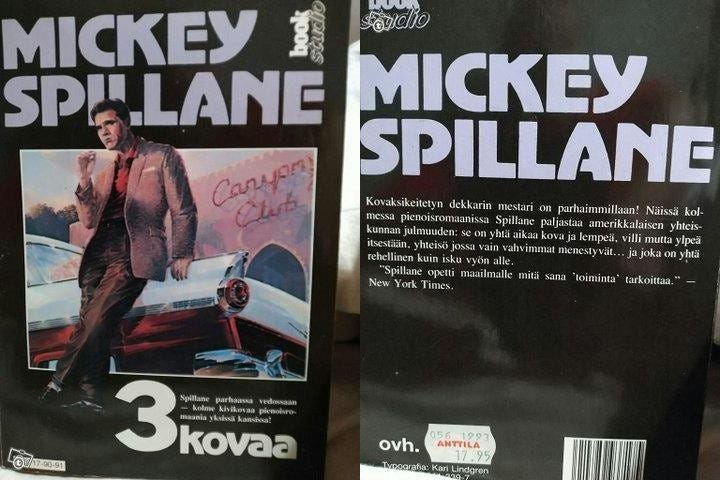 MICKEY
SPILLANE
book
studio
Canyon
Club
3
Spillane parhaassa vedossaan
— kolme kivikovaa pienoisro-
maania yksissä kansissa!
kovaa
17-90-91
book
studio
MICKEY
SPILLANE
Kovaksikeitetyn dekkarin mestari on parhaimmillaan! Näissä kol-
messa pienoisromaanissa Spillane paljastaa amerikkalaisen yhteis-
kunnan julmuuden: se on yhtä aikaa kova ja lempeä, villi mutta ylpeä
itsestään, yhteisö jossa vain vahvimmat menestyvät... ja joka on yhtä
rehellinen kuin isku vyön alle.
”Spillane opetti maailmalle mitä sana ’toiminta’ tarkoittaa.” —
New York Times.
ovh.
056 1993
ANTTILA
17.95
Typografia: Kari Lindgren